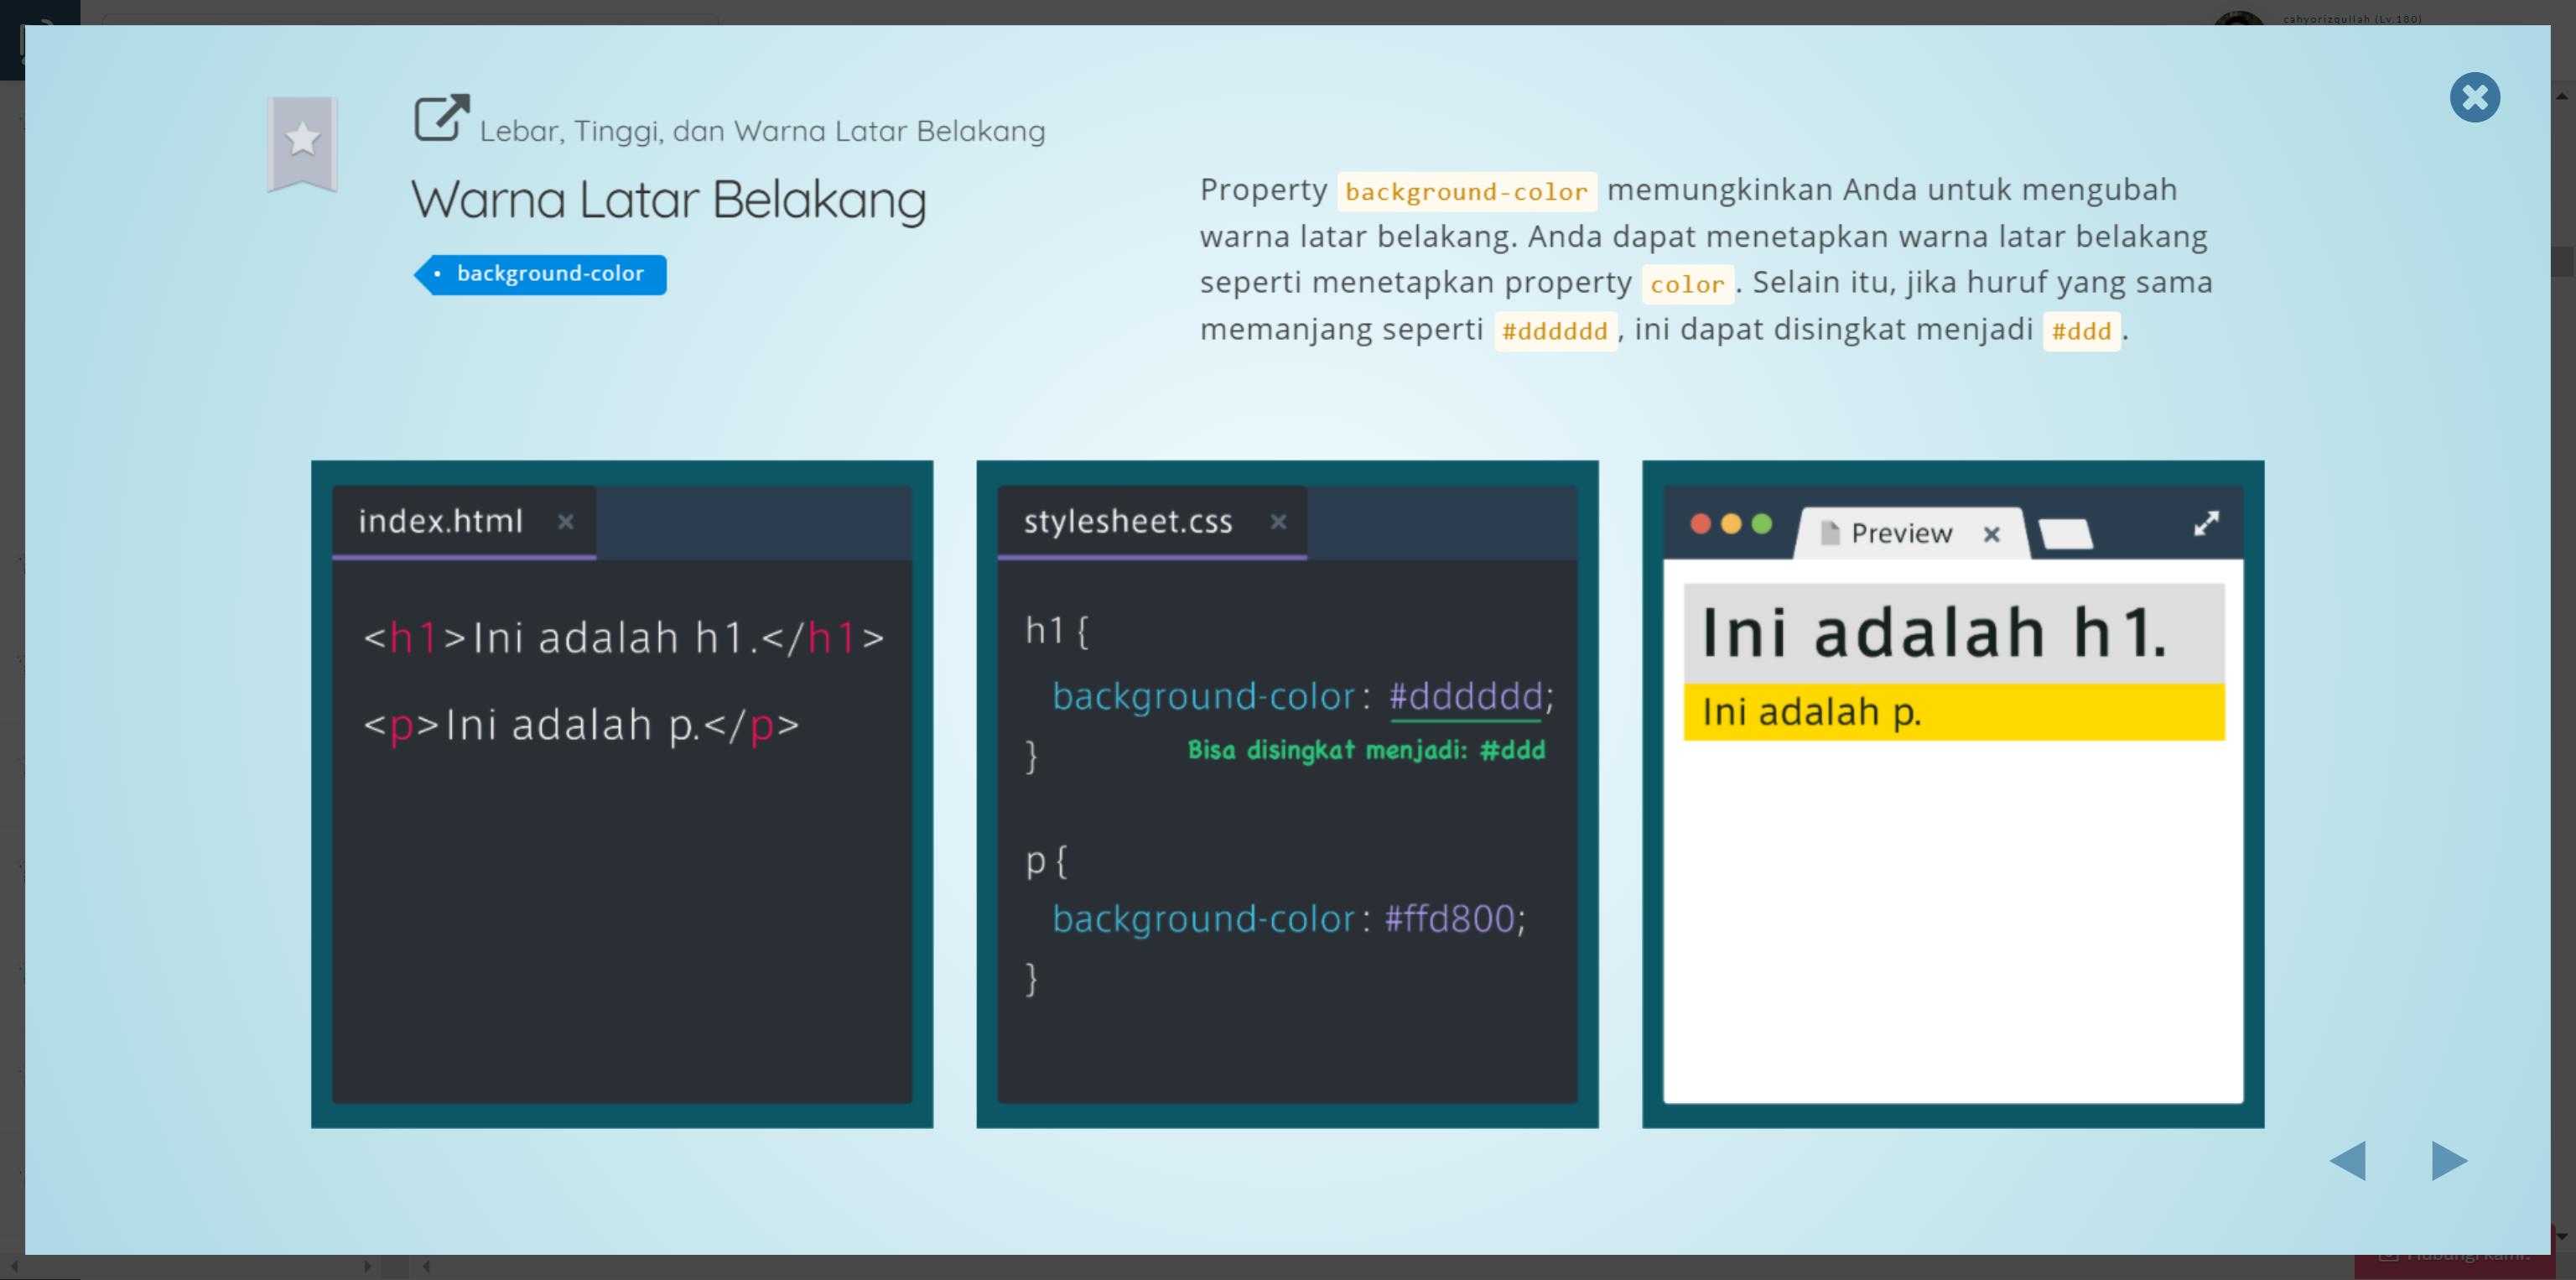 cahyorizqullah (Lv.180)
Lebar, Tinggi, dan Warna Latar Belakang
Warna Latar Belakang
• background-color
Property background-color memungkinkan Anda untuk mengubah
warna latar belakang. Anda dapat menetapkan warna latar belakang
seperti menetapkan property color . Selain itu, jika huruf yang sama
memanjang seperti #dddddd , ini dapat disingkat menjadi #ddd .
index.html ×
<h1>Ini adalah h1.</h1>
<p>Ini adalah p.</p>
stylesheet.css ×
h1 {
background-color: #dddddd;
}
Bisa disingkat menjadi: #ddd
p {
background-color: #ffd800;
}
Preview ×
Ini adalah h1.
Ini adalah p.
Hubungi kami.